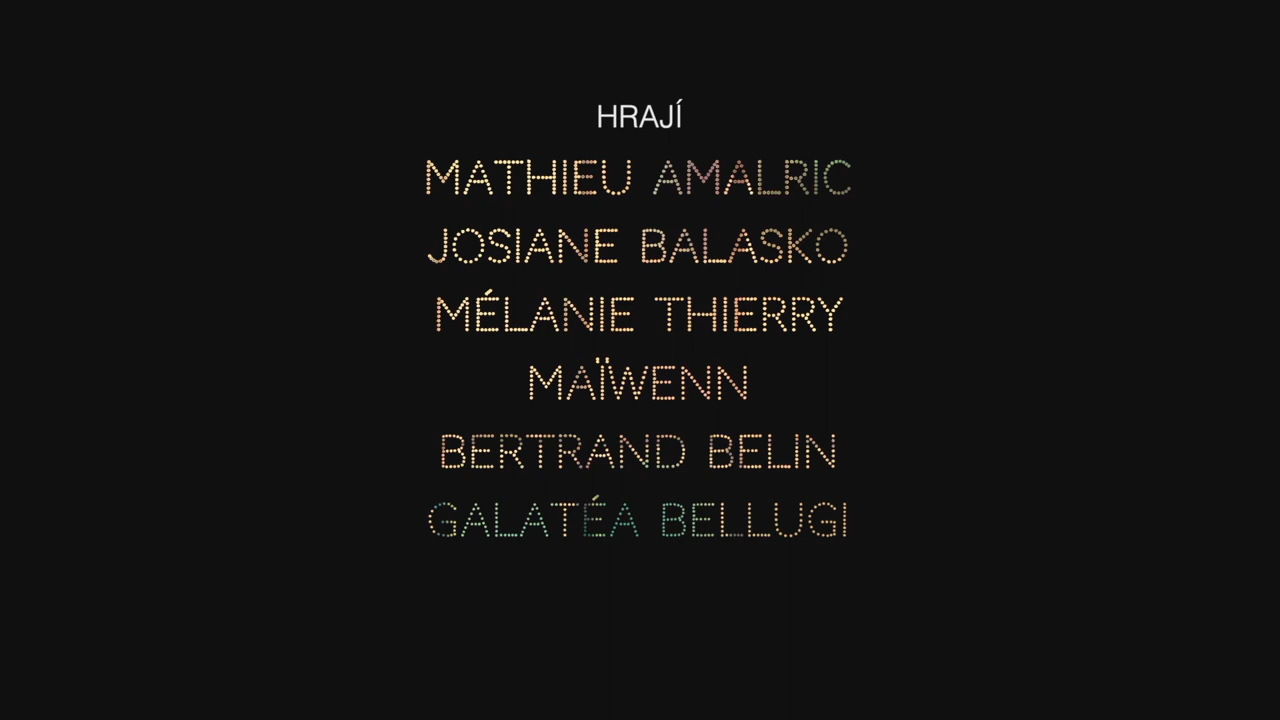 HRAJÍ
MATHIEU AMALRIC
JOSIANE BALASKO
MÉLANIE THIERRY
MAÏWENN
BERTRAND BELIN
GALATÉA BELLUGI